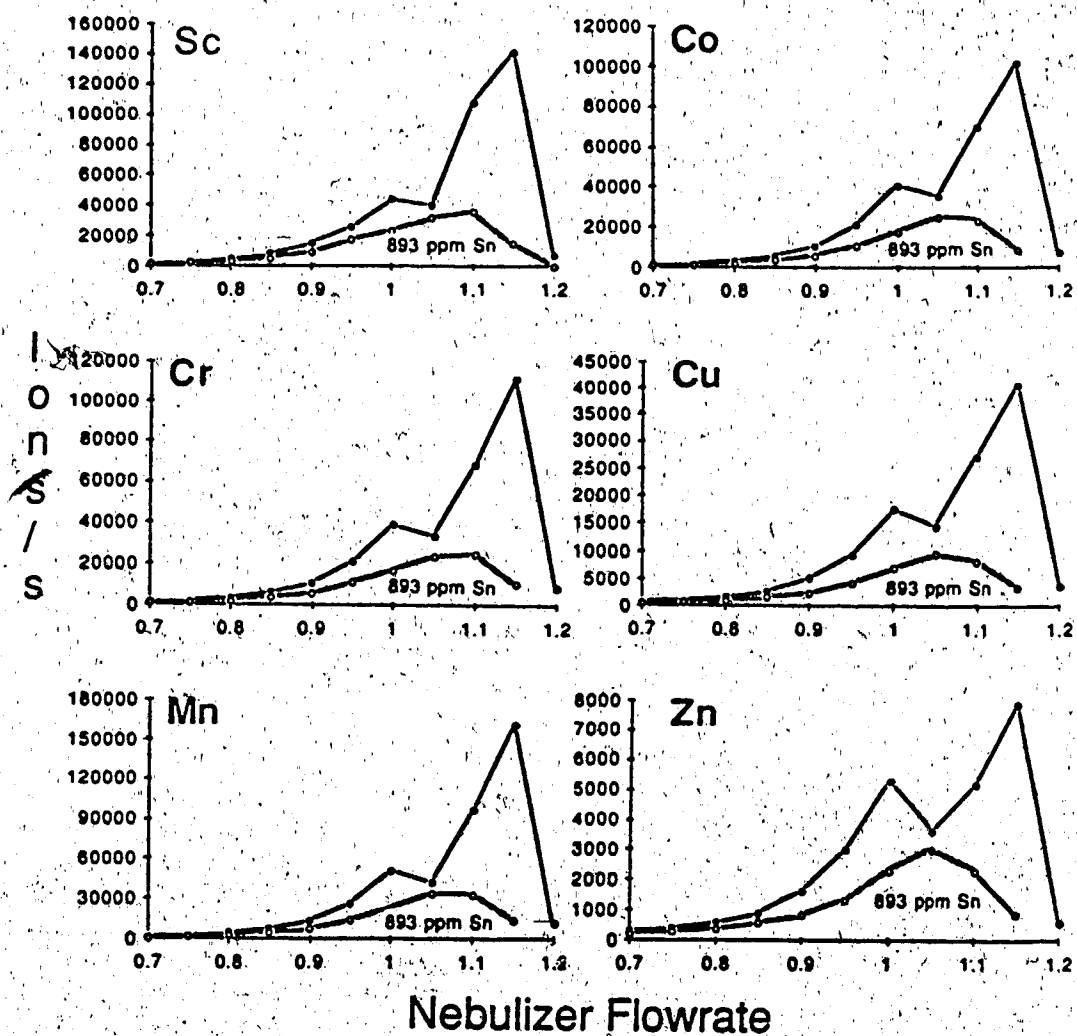 Sc
160000
140000
120000
100000
80000
60000
40000
20000
0
893 ppm Sn
0.7 0.8 0.9 1 1.1 1.2
Co
120000
100000
80000
60000
40000
20000
0
893 ppm Sn
0.7 0.8 0.9 1 1.1 1.2
Ions/s
Cr
120000
100000
80000
60000
40000
20000
0
893 ppm Sn
0.7 0.8 0.9 1 1.1 1.2
Cu
45000
40000
35000
30000
25000
20000
15000
10000
5000
0
893 ppm Sn
0.7 0.8 0.9 1 1.1 1.2
Mn
180000
150000
120000
90000
60000
30000
0
893 ppm Sn
0.7 0.8 0.9 1 1.1 1.2
Zn
8000
7000
6000
5000
4000
3000
2000
1000
0
893 ppm Sn
0.7 0.8 0.9 1 1.1 1.2
Nebulizer Flowrate